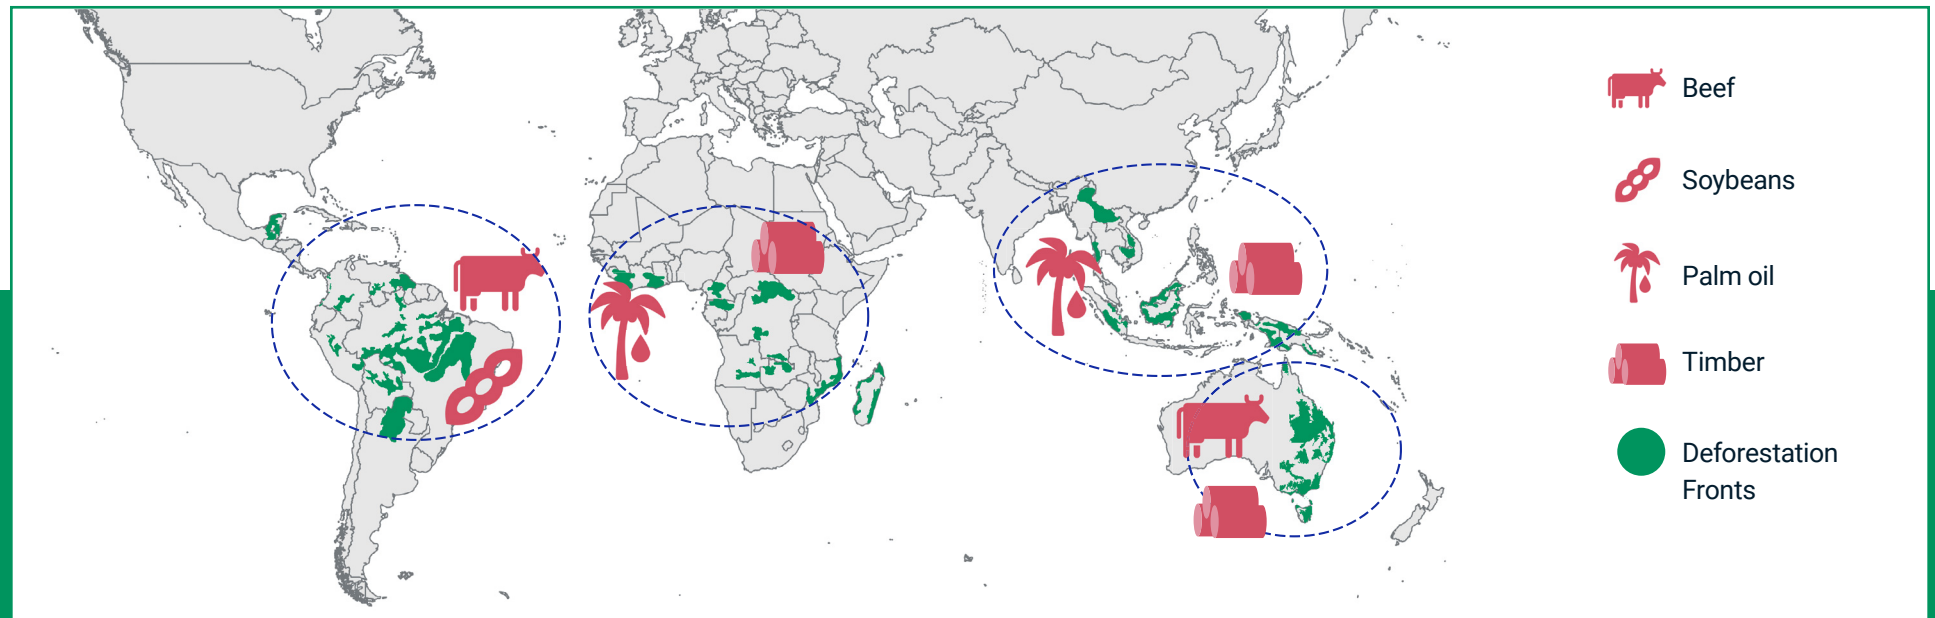 Beef
Soybeans
Palm oil
Timber
Deforestation
Fronts